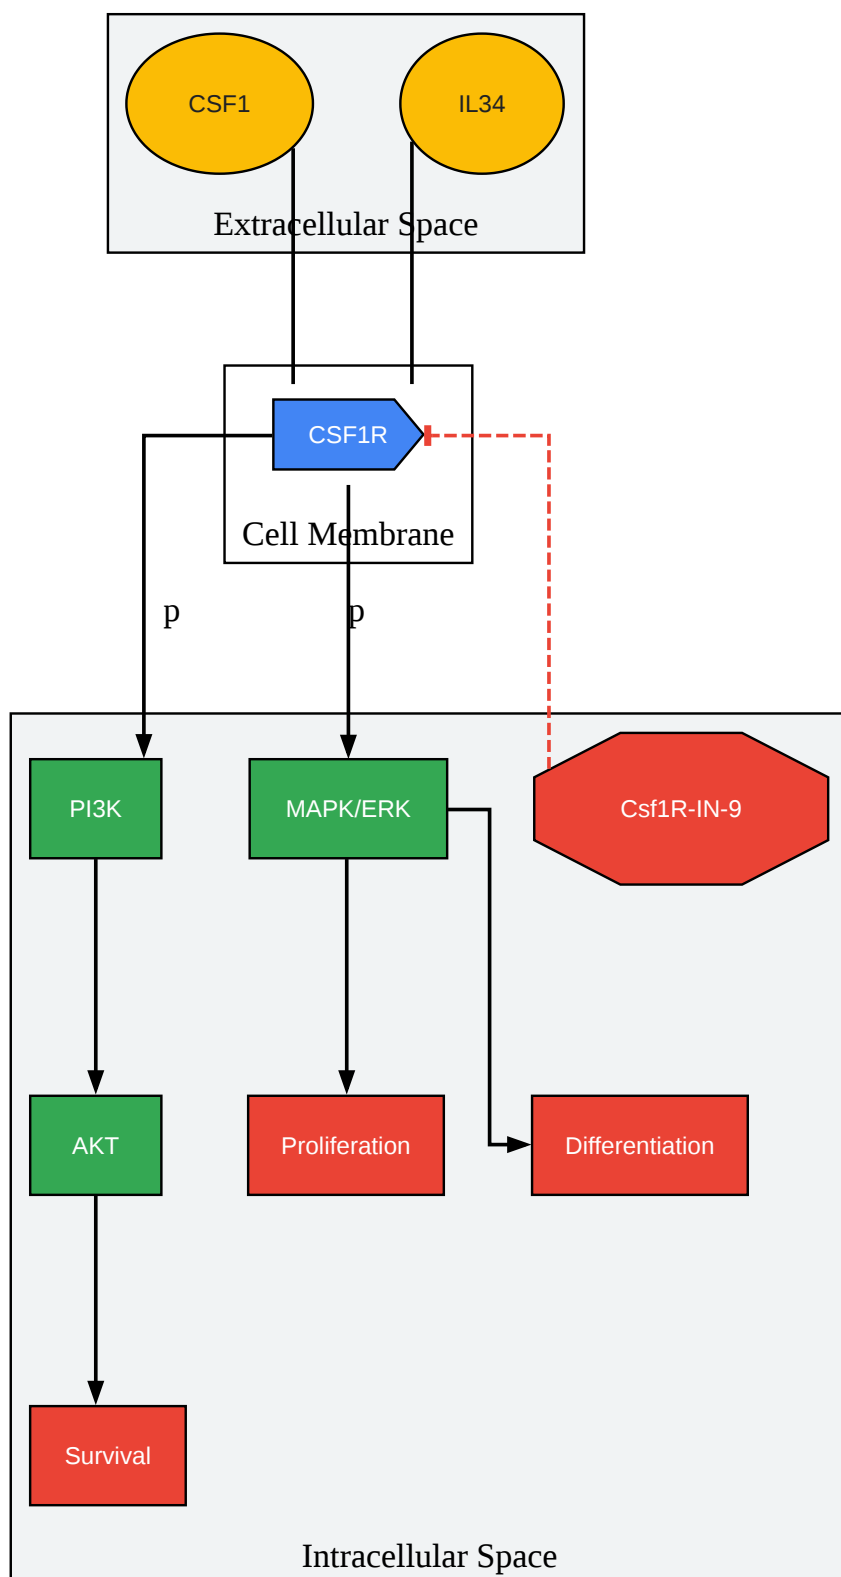 CSF1
IL34
Extracellular Space
CSF1R
Cell Membrane
p
p
PI3K
MAPK/ERK
Csf1R-IN-9
AKT
Proliferation
Differentiation
Survival
Intracellular Space